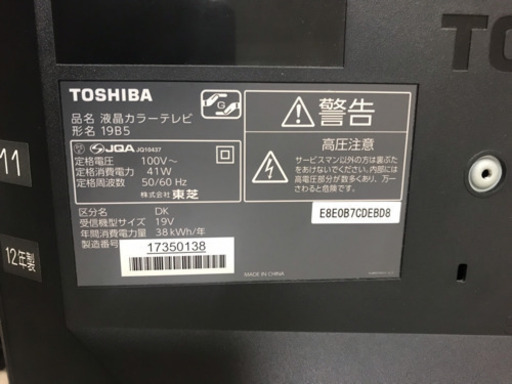 TOSHIBA
品名 液晶カラーテレビ
形名 19B5
JQA JQ10437
定格電圧 100V~
定格消費電力 41W
定格周波数 50/60 Hz
株式会社 東芝
区分名 DK
受信機型サイズ 19V
年間消費電力量 38kWh/年
製造番号 17350138
G
警告
高圧注意
サービスマン以外の方は裏ぶた
をあけないでください。内部には
高電圧部分が数多くあり、万一
さわると危険です。
E8E0B7CDEBD8
MADE IN CHINA
TO
11
12年製